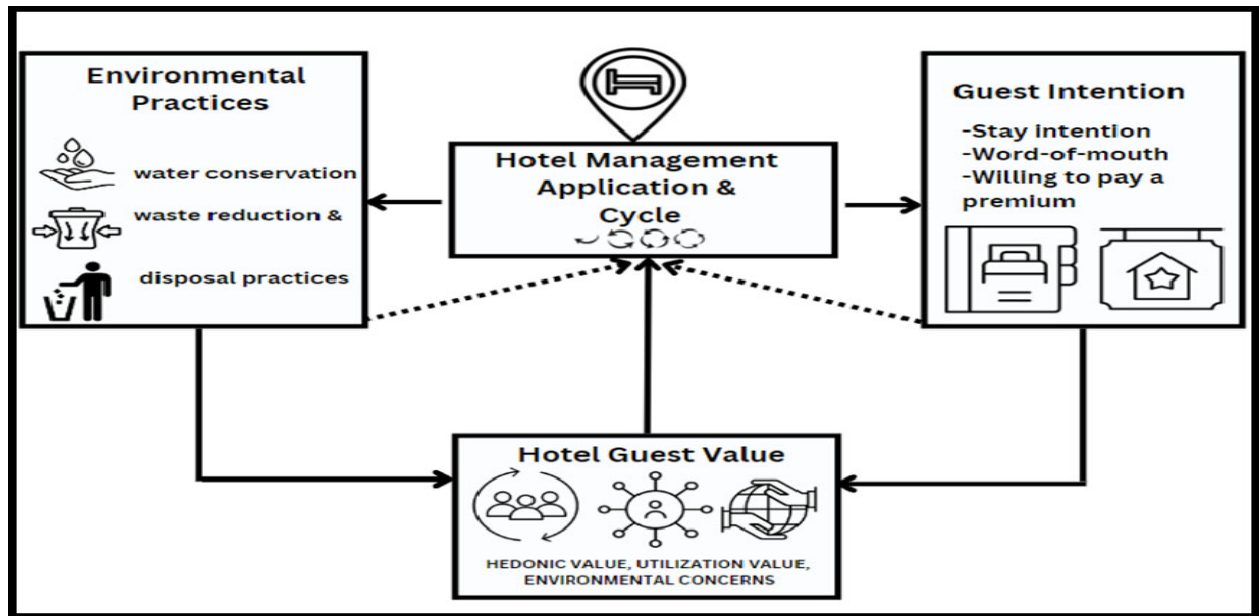 Environmental
Practices
water conservation
waste reduction &
disposal practices
Hotel Management
Application &
Cycle
Guest Intention
-Stay intention
-Word-of-mouth
-Willing to pay a
premium
Hotel Guest Value
HEDONIC VALUE, UTILIZATION VALUE,
ENVIRONMENTAL CONCERNS